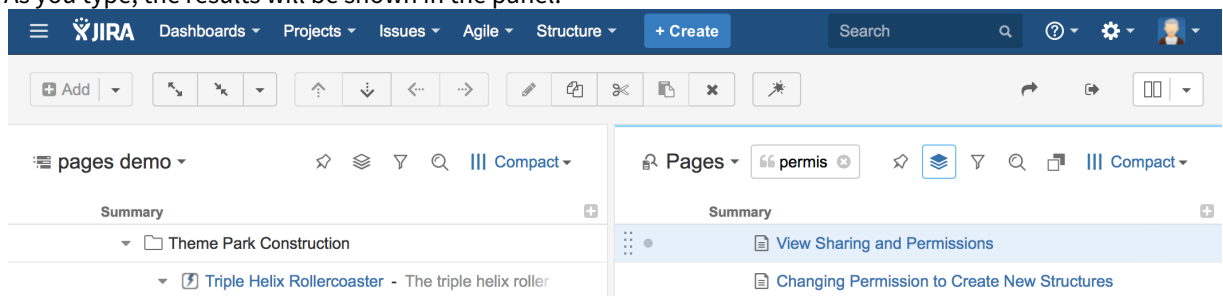 As you type, the results will be shown in the panel.
JIRA Dashboards Projects Issues Agile Structure + Create Search
Add
pages demo Compact Pages permis Compact
Summary Summary
Theme Park Construction View Sharing and Permissions
Triple Helix Rollercoaster - The triple helix roller Changing Permission to Create New Structures